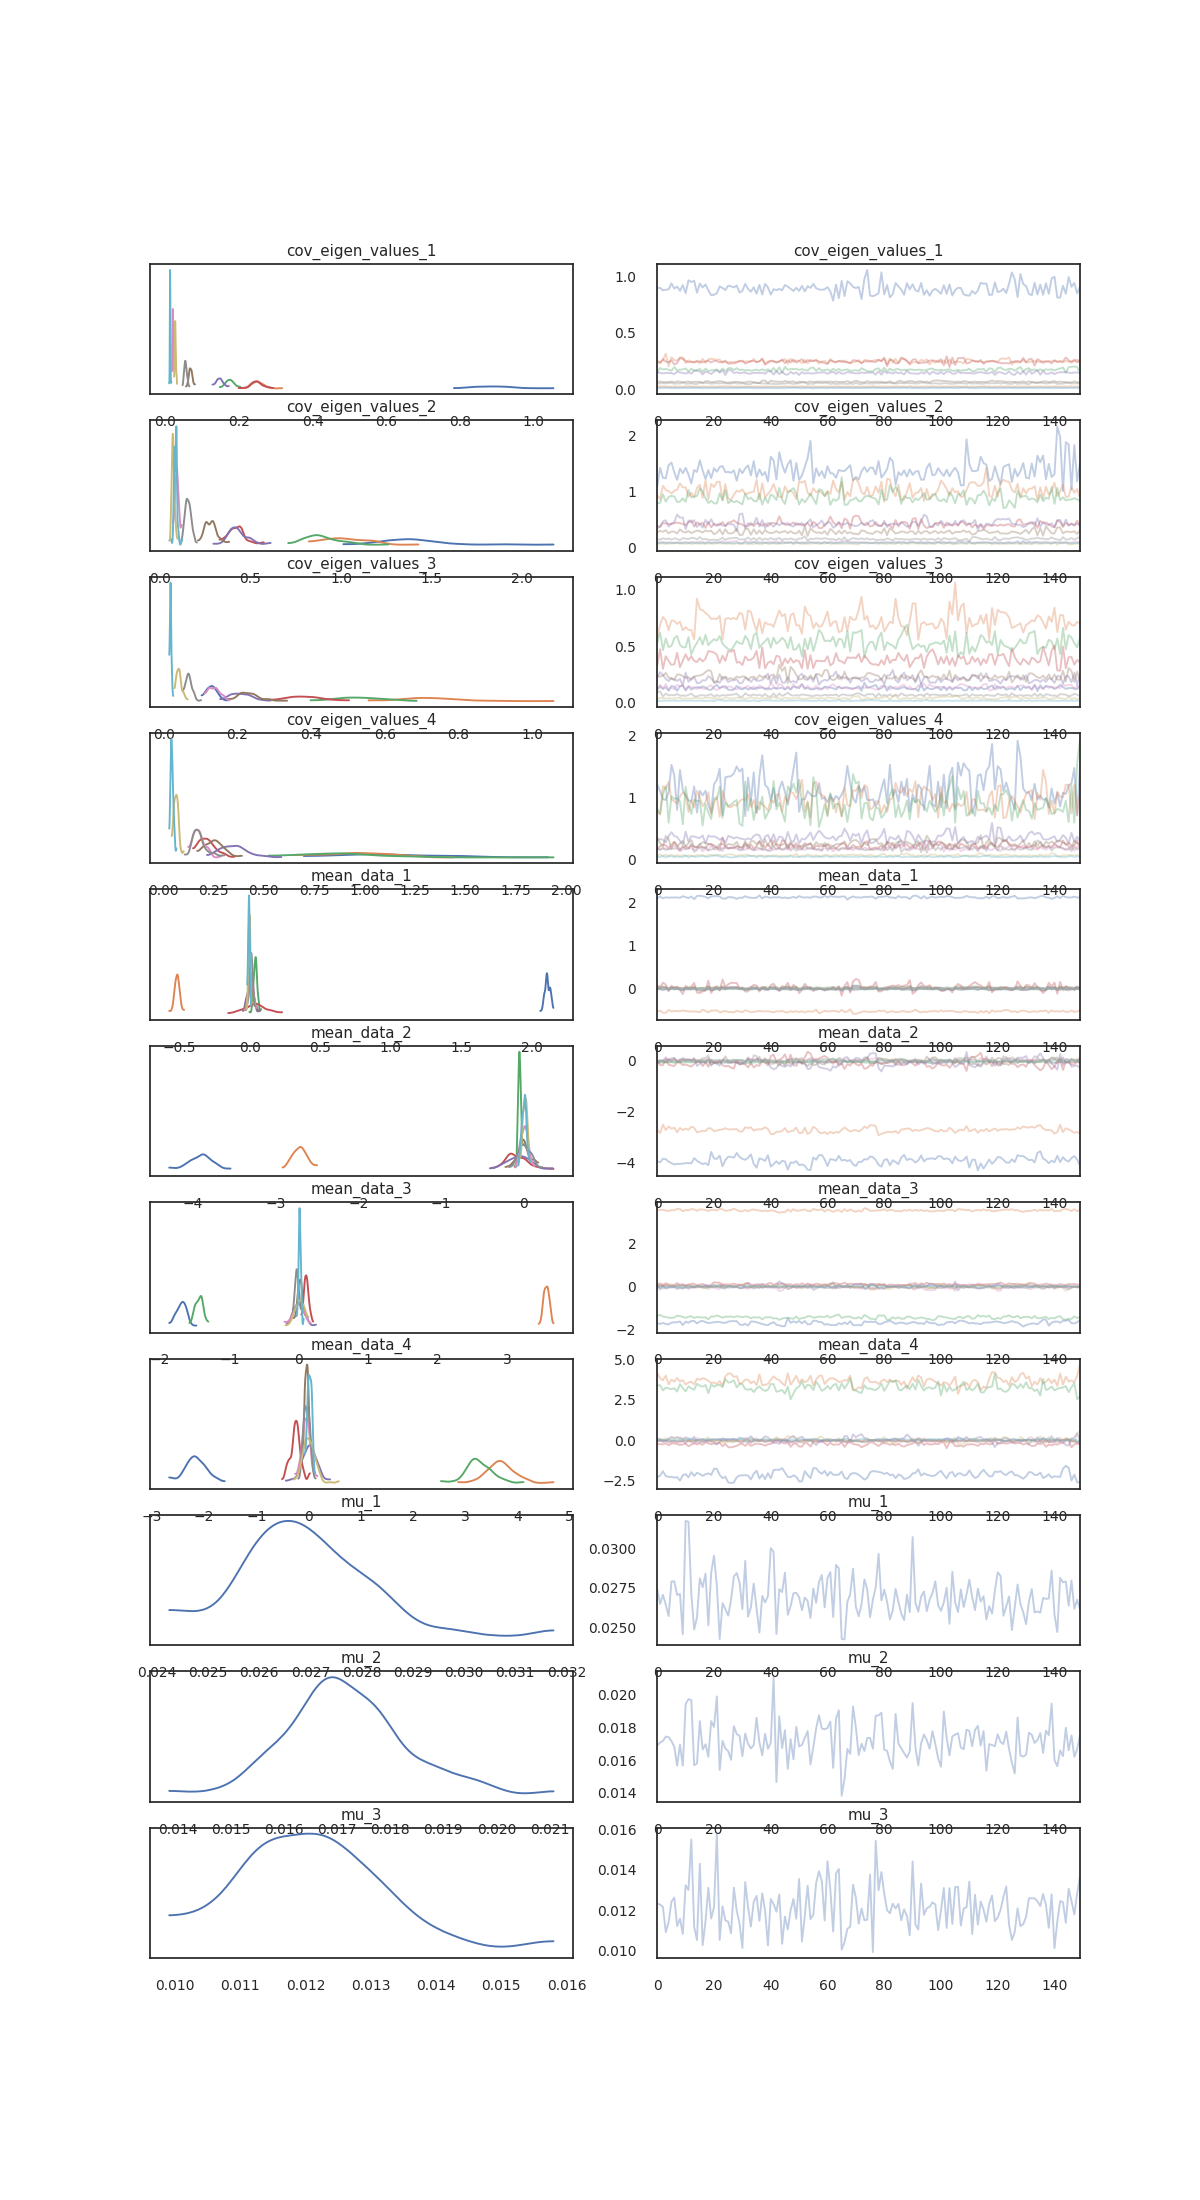 cov_eigen_values_1 cov_eigen_values_1
1.0
0.5
0.0
cov_eigen_values_2 cov_eigen_values_2
0.0 0.2 0.4 0.6 0.8 1.0 0 20 40 60 80 100 120 140
2
1
0
cov_eigen_values_3 cov_eigen_values_3
0.0 0.5 1.0 1.5 2.0 0 20 40 60 80 100 120 140
1.0
0.5
0.0
cov_eigen_values_4 cov_eigen_values_4
0.0 0.2 0.4 0.6 0.8 1.0 0 20 40 60 80 100 120 140
2
1
0
mean_data_1 mean_data_1
0.00 0.25 0.50 0.75 1.00 1.25 1.50 1.75 2.00 0 20 40 60 80 100 120 140
2
1
0
mean_data_2 mean_data_2
−0.5 0.0 0.5 1.0 1.5 2.0 0 20 40 60 80 100 120 140
0
−2
−4
mean_data_3 mean_data_3
−4 −3 −2 −1 0 0 20 40 60 80 100 120 140
2
0
−2
mean_data_4 mean_data_4
−2 −1 0 1 2 3 0 20 40 60 80 100 120 140
5.0
2.5
0.0
−2.5
mu_1 mu_1
−3 −2 −1 0 1 2 3 4 5 0 20 40 60 80 100 120 140
0.0300
0.0275
0.0250
mu_2 mu_2
0.024 0.025 0.026 0.027 0.028 0.029 0.030 0.031 0.032 0 20 40 60 80 100 120 140
0.020
0.018
0.016
0.014
mu_3 mu_3
0.014 0.015 0.016 0.017 0.018 0.019 0.020 0.021 0 20 40 60 80 100 120 140
0.016
0.014
0.012
0.010
0.010 0.011 0.012 0.013 0.014 0.015 0.016 0 20 40 60 80 100 120 140